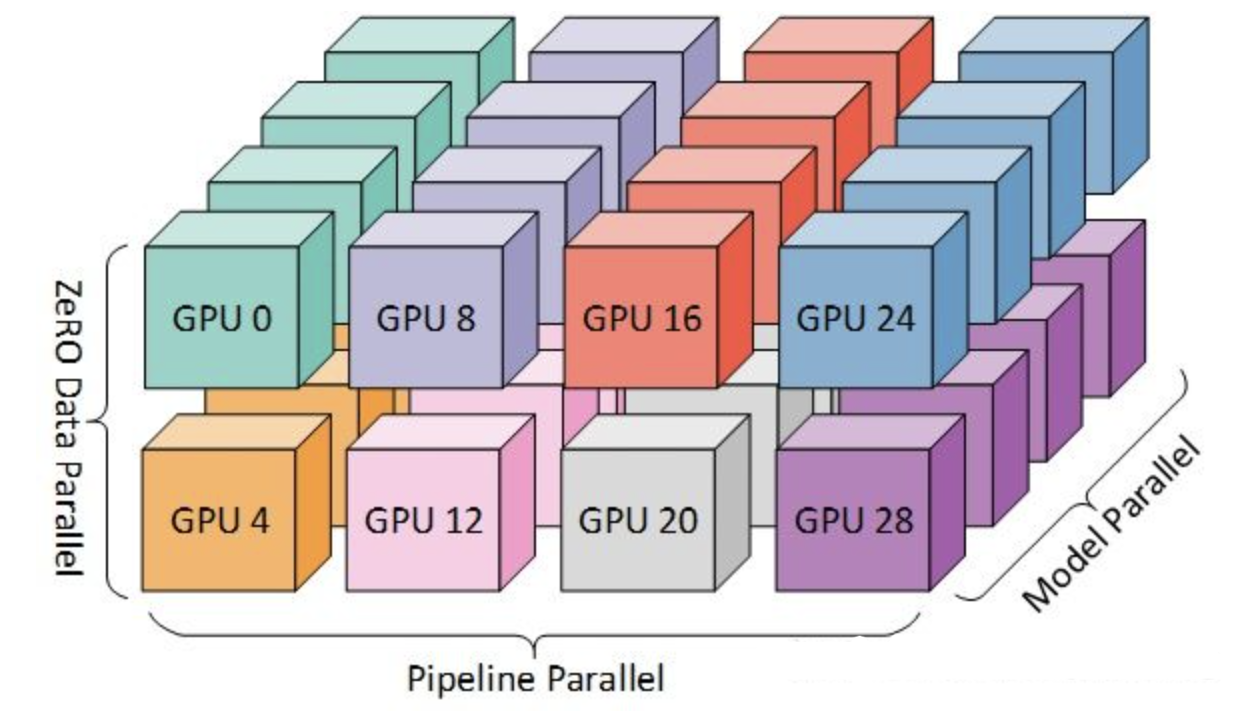 GPU 0
GPU 8
GPU 16
GPU 24
ZeRO Data Parallel
GPU 4
GPU 12
GPU 20
GPU 28
Model Parallel
Pipeline Parallel